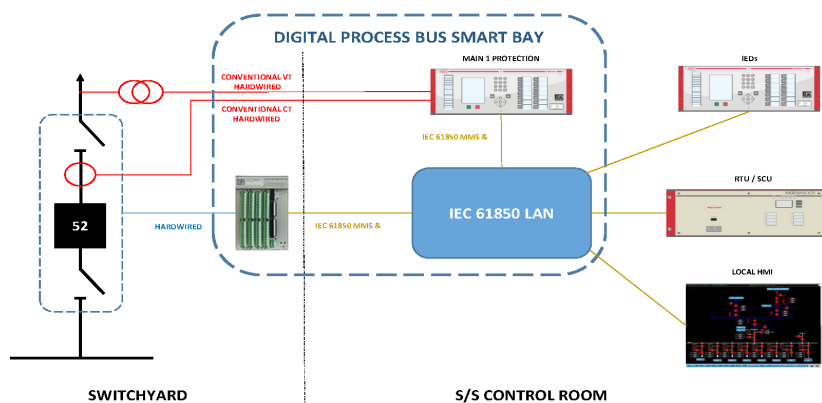 DIGITAL PROCESS BUS SMART BAY
MAIN 1 PROTECTION
IEDs
CONVENTIONAL VT
HARDWIRED
CONVENTIONAL CT
HARDWIRED
IEC 61850 MMS &
RTU / SCU
52
HARDWIRED
IEC 61850 MMS &
IEC 61850 LAN
LOCAL HMI
SWITCHYARD
S/S CONTROL ROOM